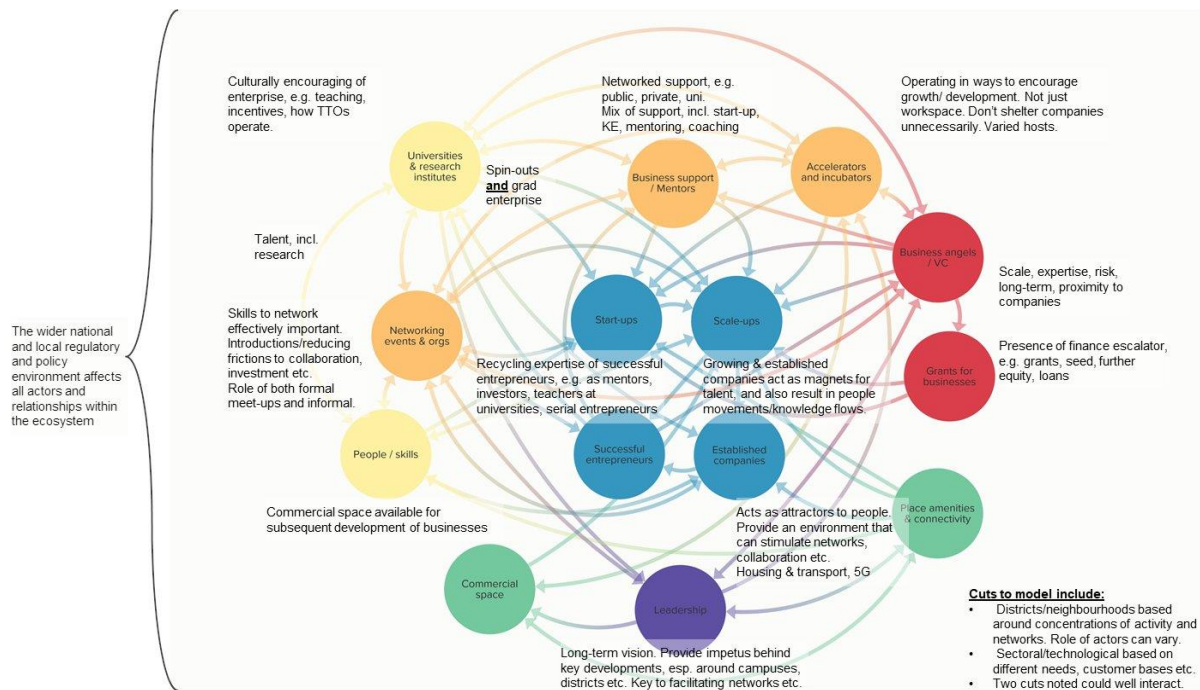 Culturally encouraging of
enterprise, e.g. teaching,
incentives, how TTOs
operate.
Networked support, e.g.
public, private, uni.
Mix of support, incl. start-up,
KE, mentoring, coaching
Operating in ways to encourage
growth/ development. Not just
workspace. Don't shelter companies
unnecessarily. Varied hosts.
Universities
& research
institutes
Spin-outs
and grad
enterprise
Business support
/ Mentors
Accelerators
and incubators
Talent, incl.
research
Business angels
/ VC
Scale, expertise, risk,
long-term, proximity to
companies
The wider national
and local regulatory
and policy
environment affects
all actors and
relationships within
the ecosystem
Skills to network
effectively important.
Introductions/reducing
frictions to collaboration,
investment etc.
Role of both formal
meet-ups and informal.
Networking
events & orgs
Start-ups
Scale-ups
Recycling expertise of successful
entrepreneurs, e.g. as mentors,
investors, teachers at
universities, serial entrepreneurs
Growing & established
companies act as magnets for
talent, and also result in people
movements/knowledge flows.
Grants for
businesses
Presence of finance escalator,
e.g. grants, seed, further
equity, loans
People / skills
Successful
entrepreneurs
Established
companies
Commercial space available for
subsequent development of businesses
Acts as attractors to people.
Provide an environment that
can stimulate networks,
collaboration etc.
Housing & transport, 5G
Place amenities
& connectivity
Commercial
space
Leadership
Long-term vision. Provide impetus behind
key developments, esp. around campuses,
districts etc. Key to facilitating networks etc.
Cuts to model include:
• Districts/neighbourhoods based
around concentrations of activity and
networks. Role of actors can vary.
• Sectoral/technological based on
different needs, customer bases etc.
• Two cuts noted could well interact.